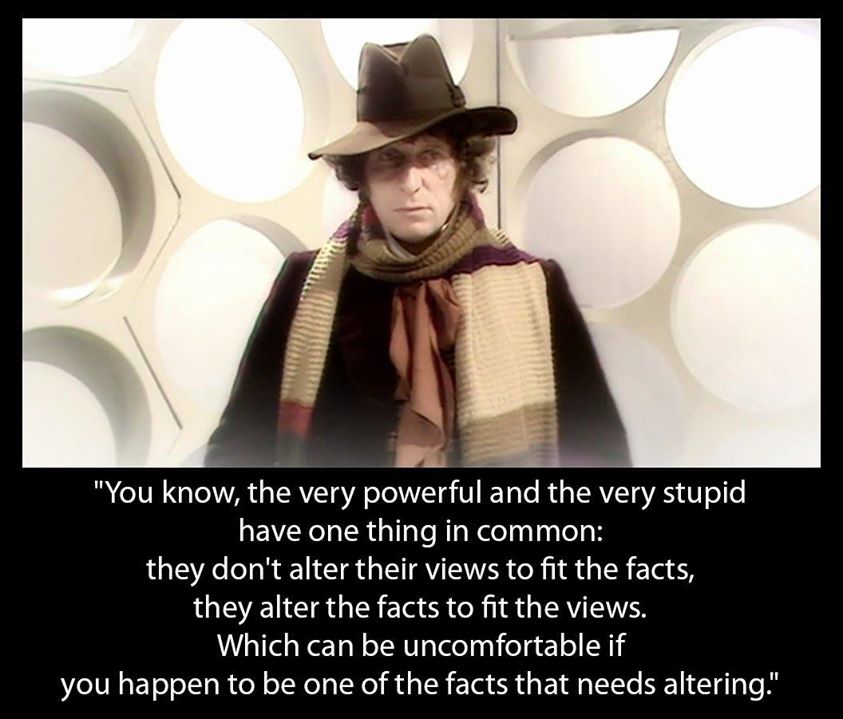 "You know, the very powerful and the very stupid
have one thing in common:
they don't alter their views to fit the facts,
they alter the facts to fit the views.
Which can be uncomfortable if
you happen to be one of the facts that needs altering."